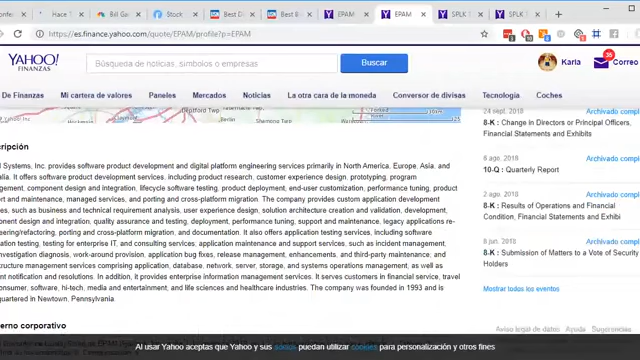 Hace 
Bill Ga
Stock
Best Di
Best B
EPAM
EPAM
SPLK
SPLK
https://es.finance.yahoo.com/quote/EPAM/profile?p=EPAM
YAHOO!
FINANZAS
Búsqueda de noticias, símbolos o empresas
Buscar
Karla
35
Correo
De Finanzas
Mi cartera de valores
Paneles
Mercados
Noticias
La otra cara de la moneda
Conversor de divisas
Tecnología
Coches
cripción
l Systems, Inc. provides software product development and digital platform engineering services primarily in North America, Europe, Asia, and
alia. It offers software product development services, including product research, customer experience design, prototyping, program
gement, component design and integration, lifecycle software testing, product deployment, end-user customization, performance tuning, product
ort and maintenance, managed services, and porting and cross-platform migration. The company provides custom application development
ces, such as business and technical requirement analysis, user experience design, solution architecture creation and validation, development,
onent design and integration, quality assurance and testing, deployment, performance tuning, support and maintenance, legacy applications re-
eering/refactoring, porting and cross-platform migration, and documentation. It also offers application testing services, including software
ation testing, testing for enterprise IT, and consulting services, application maintenance and support services, such as incident management,
nvestigation diagnosis, work-around provision, application bug fixes, release management, enhancements, and third-party maintenance, and
structure management services comprising application, database, network, server, storage, and systems operations management, as well as
ent notification and resolutions. In addition, it provides enterprise information management services. It serves customers in financial service, travel
onsumer, software, hi-tech, media and entertainment, and life sciences and healthcare industries. The company was founded in 1993 and is
quartered in Newtown, Pennsylvania
erno corporativo
24 sept. 2018
Archivado compl
8-K : Change in Directors or Principal Officers,
Financial Statements and Exhibits
8 ago. 2018
Archivado compl
10-Q : Quarterly Report
2 ago. 2018
Archivado compl
8-K : Results of Operations and Financial
Condition, Financial Statements and Exhibi
8 jun. 2018
Archivado compl
8-K : Submission of Matters to a Vote of Security
Holders
Mostrar todos los eventos
Aviso legal de datos
Ayuda
Sugerencias
Al usar Yahoo aceptas que Yahoo y sus socios puedan utilizar cookies para personalización y otros fines